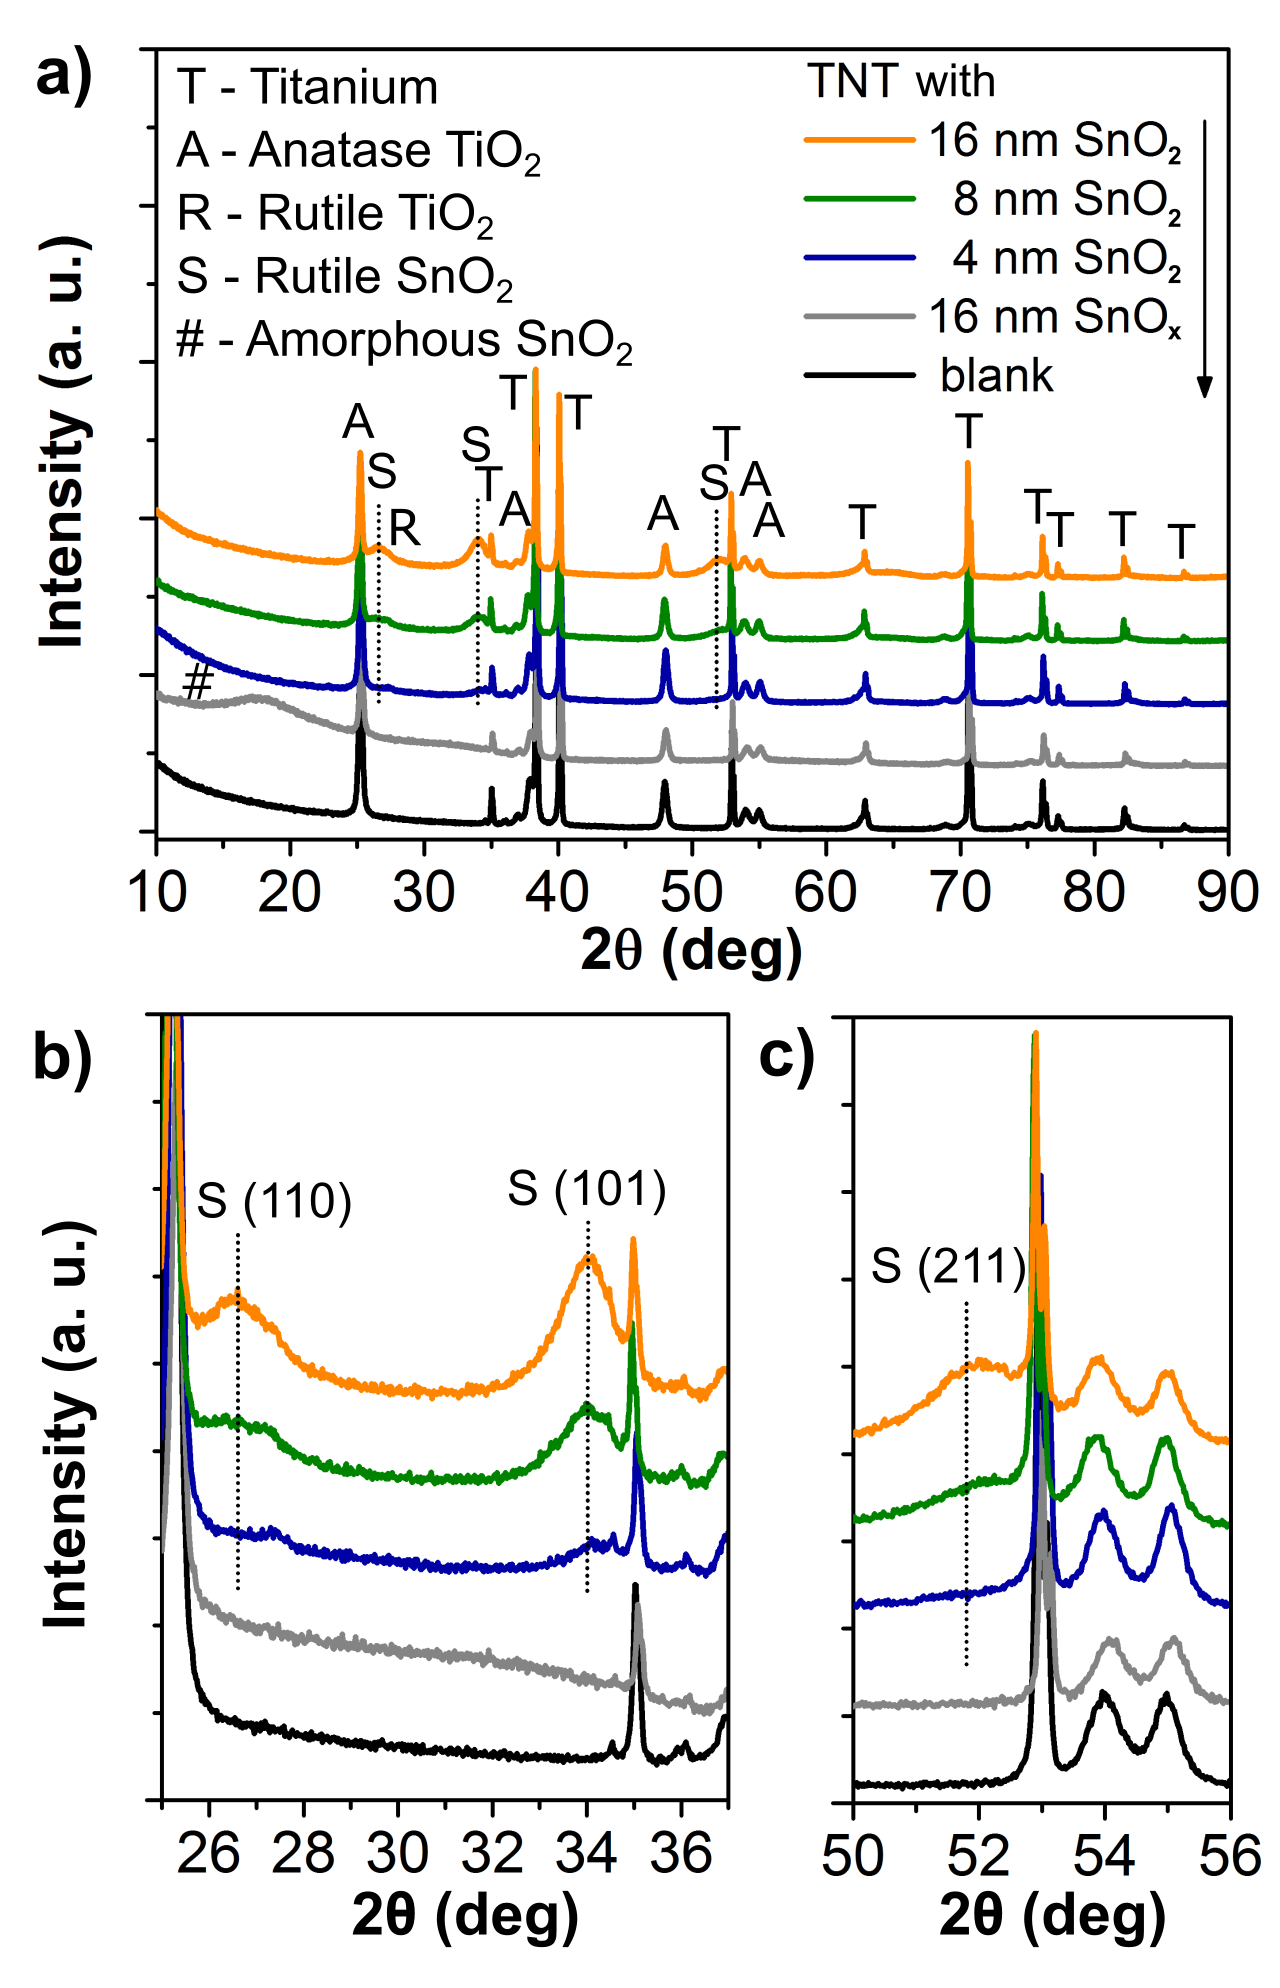 a)
T - Titanium
A - Anatase TiO₂
R - Rutile TiO₂
S - Rutile SnO₂
# - Amorphous SnO₂
TNT with
16 nm SnO₂
8 nm SnO₂
4 nm SnO₂
16 nm SnOₓ
blank
Intensity (a. u.)
A
S
R
S
T
A
T
T
A
S
T
A
A
T
T
T
T
T
T
#
10 20 30 40 50 60 70 80 90
2θ (deg)
b)
S (110)
S (101)
Intensity (a. u.)
26 28 30 32 34 36
2θ (deg)
c)
S (211)
50 52 54 56
2θ (deg)